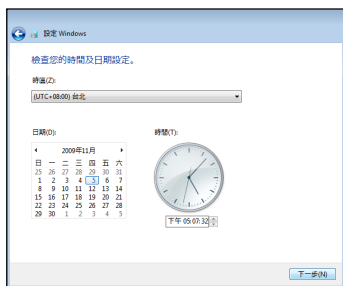 設定 Windows
檢查您的時間及日期設定。
時區(Z):
(UTC+08:00) 台北
日期(D):
2009年11月
日 一 二 三 四 五 六
25 26 27 28 29 30 31
1 2 3 4 5 6 7
8 9 10 11 12 13 14
15 16 17 18 19 20 21
22 23 24 25 26 27 28
29 30 1 2 3 4 5
時間(T):
下午 05:07:32
下一步(N)